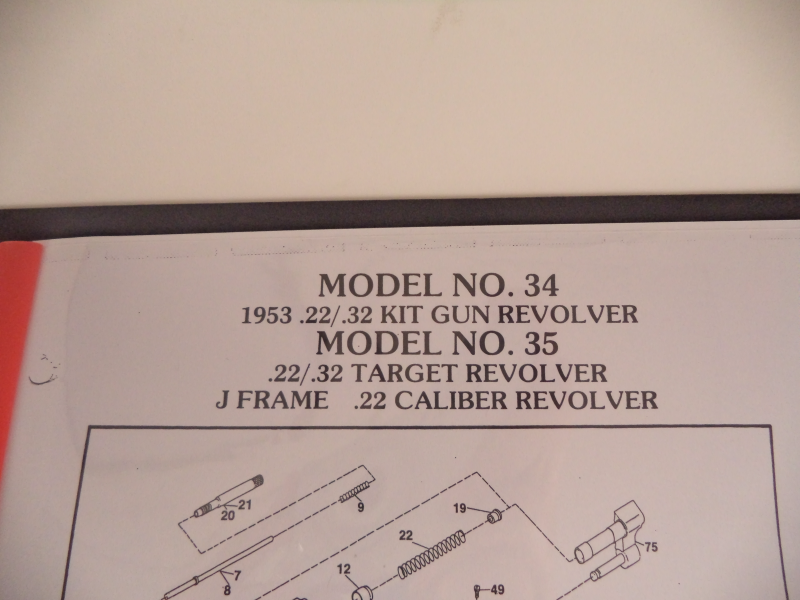 MODEL NO. 34
1953 .22/.32 KIT GUN REVOLVER
MODEL NO. 35
.22/.32 TARGET REVOLVER
J FRAME .22 CALIBER REVOLVER
21
20
9
19
22
75
7
8
12
49